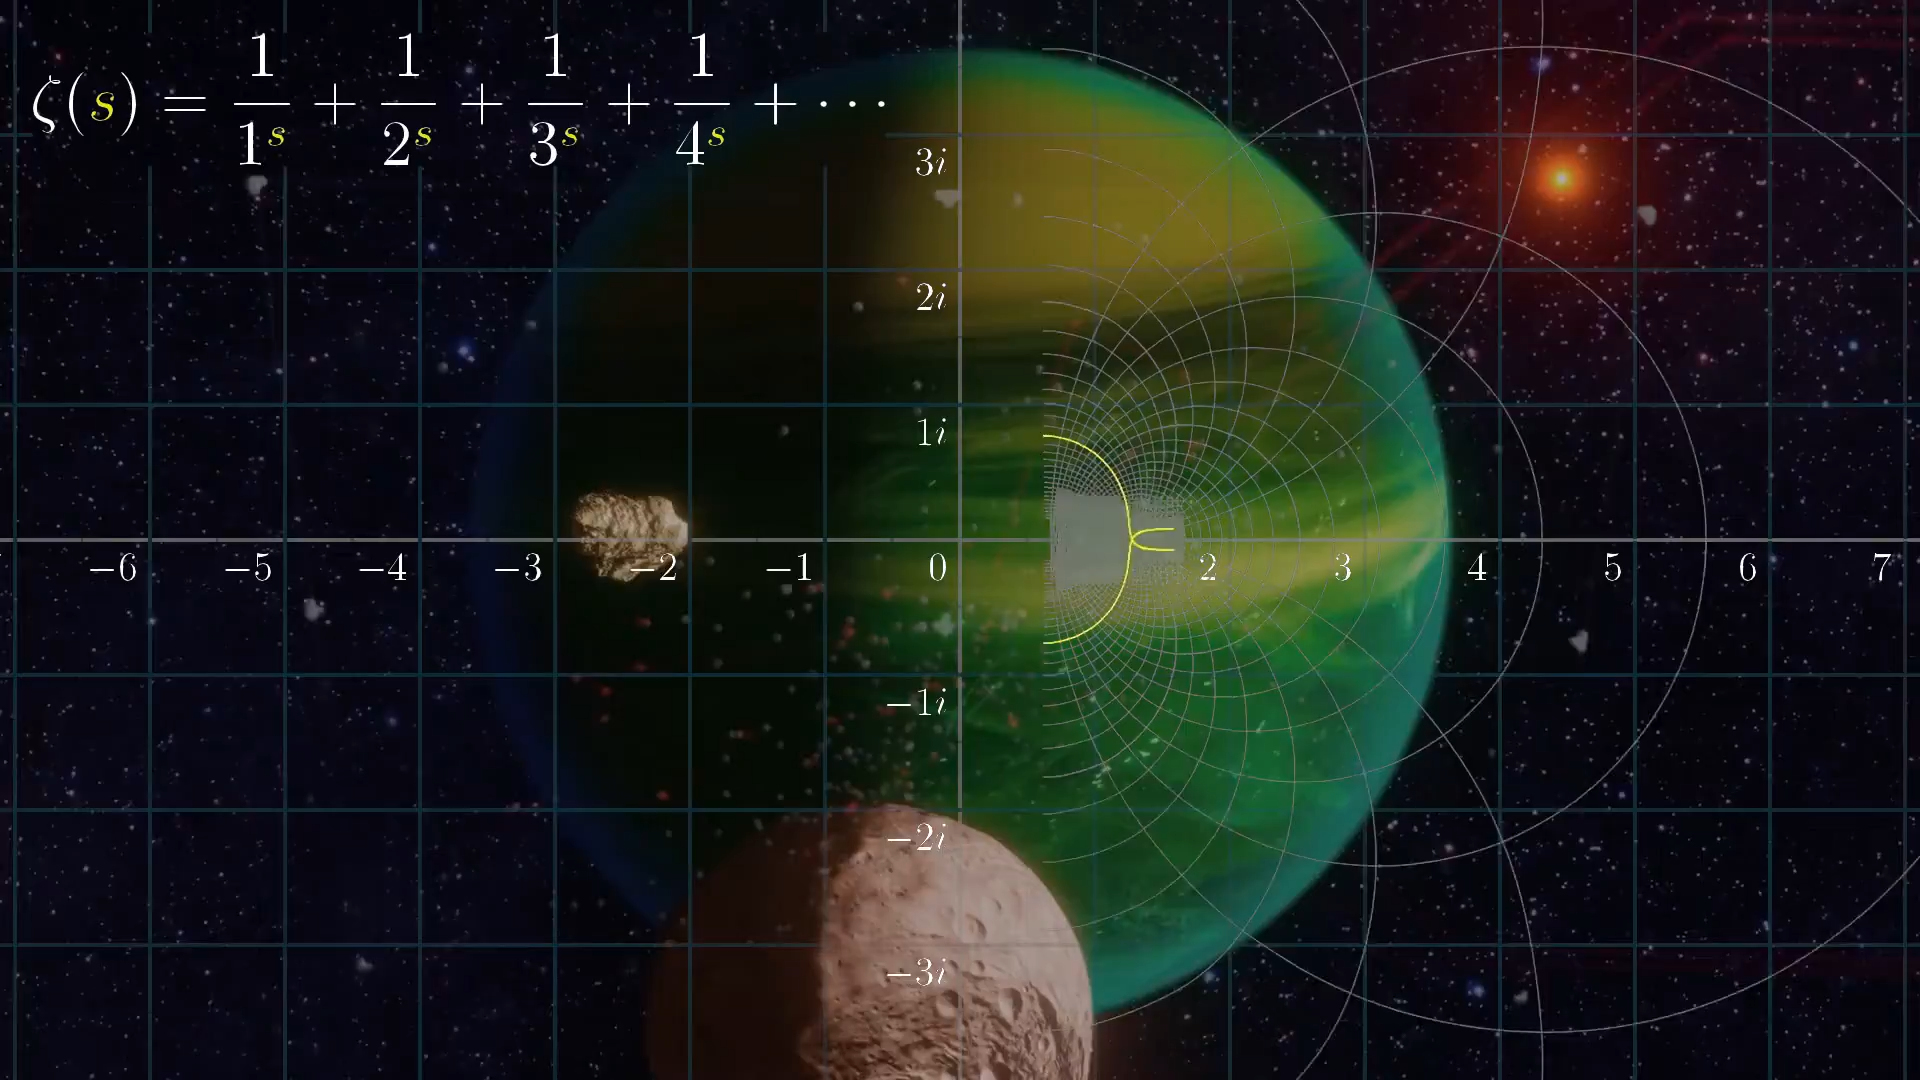 ζ(s) = 1/1^s + 1/2^s + 1/3^s + 1/4^s + ⋯
3i
2i
1i
−6 −5 −4 −3 −2 −1 0 2 3 4 5 6 7
−1i
−2i
−3i